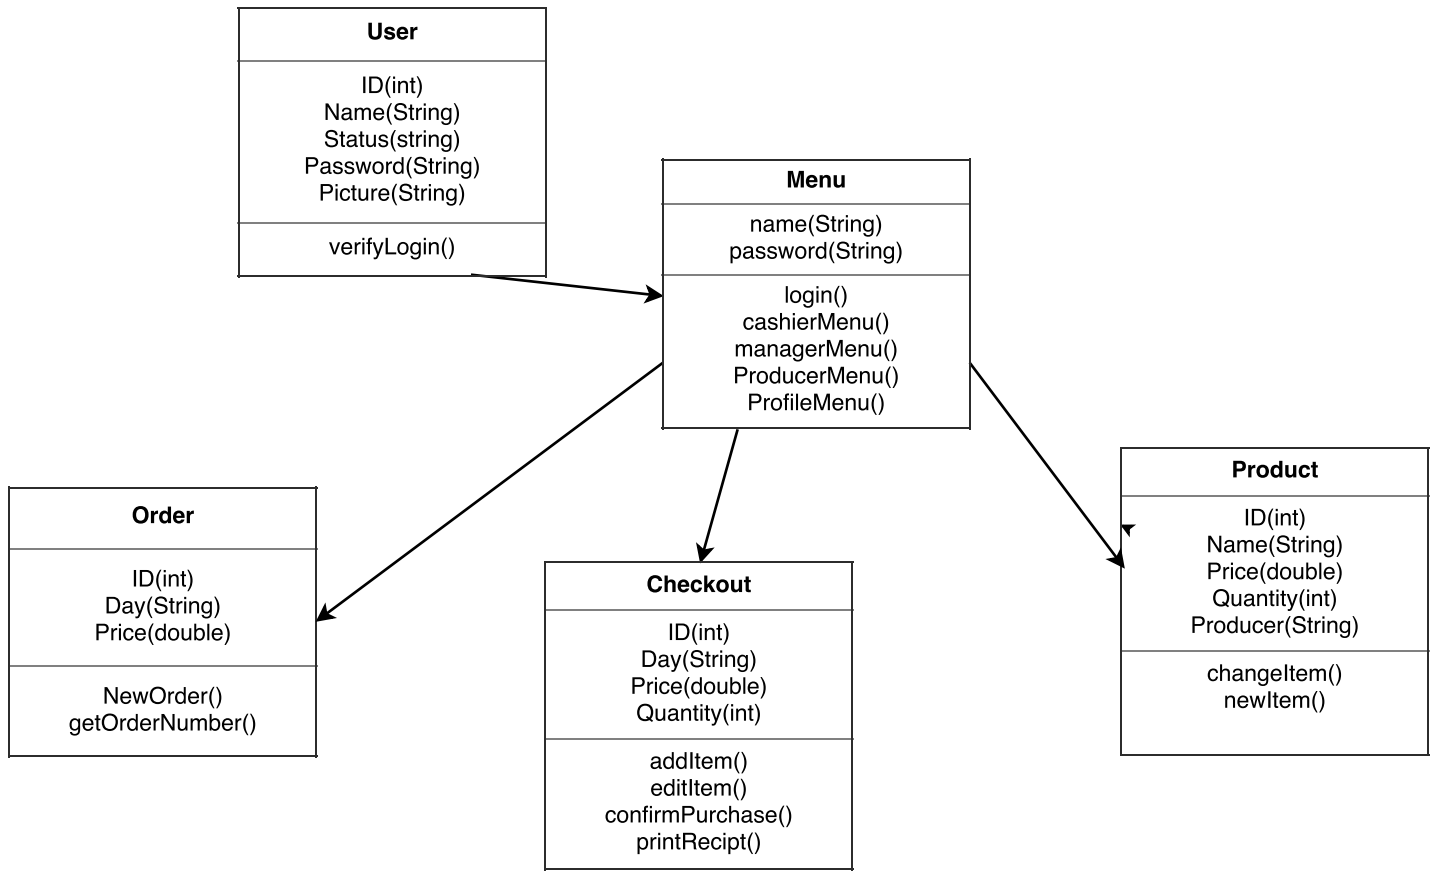 User
ID(int)
Name(String)
Status(string)
Password(String)
Picture(String)
verifyLogin()
Menu
name(String)
password(String)
login()
cashierMenu()
managerMenu()
ProducerMenu()
ProfileMenu()
Order
ID(int)
Day(String)
Price(double)
NewOrder()
getOrderNumber()
Checkout
ID(int)
Day(String)
Price(double)
Quantity(int)
addItem()
editItem()
confirmPurchase()
printRecipt()
Product
ID(int)
Name(String)
Price(double)
Quantity(int)
Producer(String)
changeItem()
newItem()